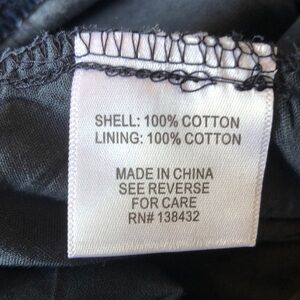 SHELL: 100% COTTON
LINING: 100% COTTON
MADE IN CHINA
SEE REVERSE
FOR CARE
RN# 138432